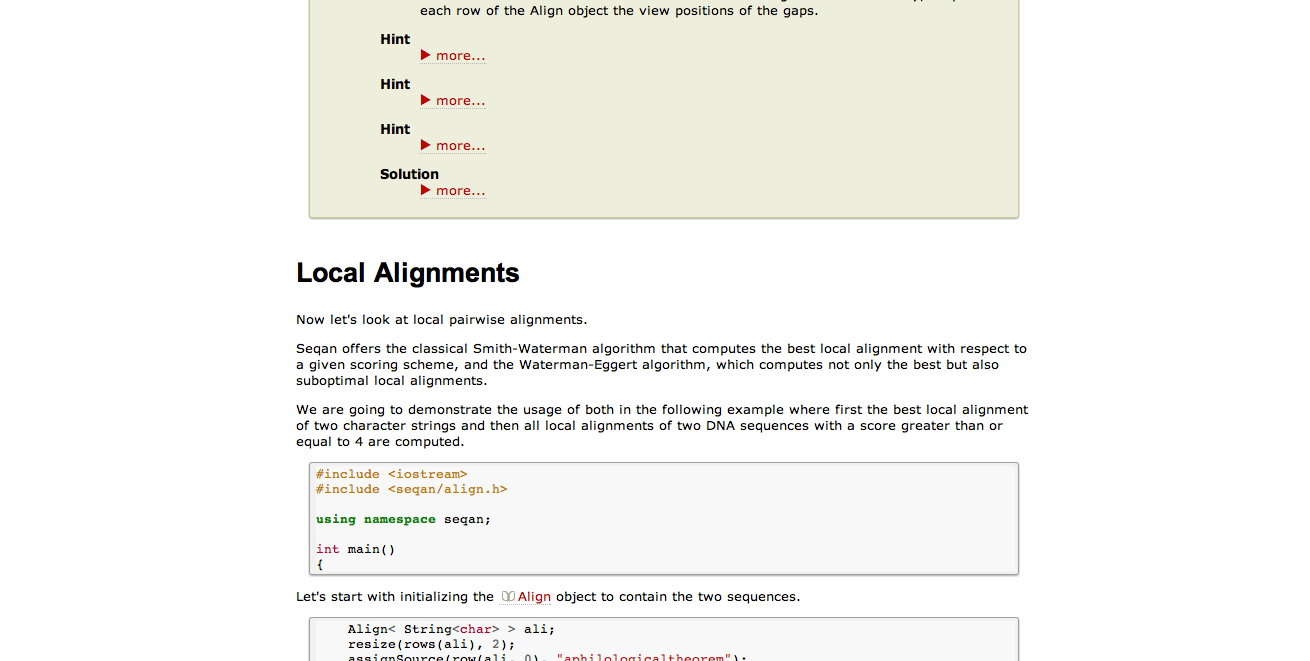 each row of the Align object the view positions of the gaps.
Hint
more...
Hint
more...
Hint
more...
Solution
more...
Local Alignments
Now let's look at local pairwise alignments.
Seqan offers the classical Smith-Waterman algorithm that computes the best local alignment with respect to
a given scoring scheme, and the Waterman-Eggert algorithm, which computes not only the best but also
suboptimal local alignments.
We are going to demonstrate the usage of both in the following example where first the best local alignment
of two character strings and then all local alignments of two DNA sequences with a score greater than or
equal to 4 are computed.
#include <iostream>
#include <seqan/align.h>
using namespace seqan;
int main()
{
Let's start with initializing the Align object to contain the two sequences.
Align< String<char> > ali;
resize(rows(ali), 2);
assignSource(row(ali, 0), "aphilologicaltheorem");